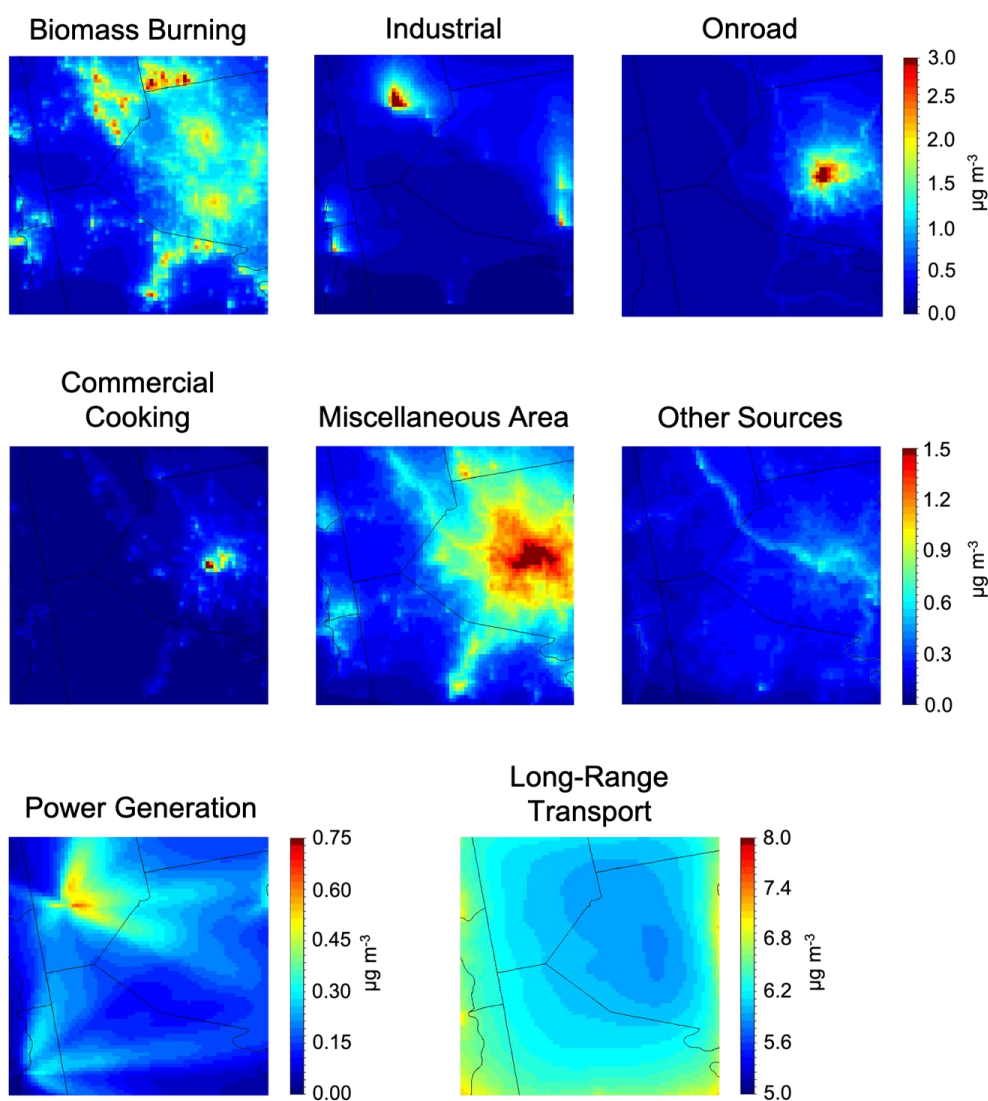 Biomass Burning
Industrial
Onroad
3.0
2.5
2.0
1.5
1.0
0.5
0.0
µg m-3
Commercial
Cooking
Miscellaneous Area
Other Sources
1.5
1.2
0.9
0.6
0.3
0.0
µg m-3
Power Generation
0.75
0.60
0.45
0.30
0.15
0.00
µg m-3
Long-Range
Transport
8.0
7.4
6.8
6.2
5.6
5.0
µg m-3